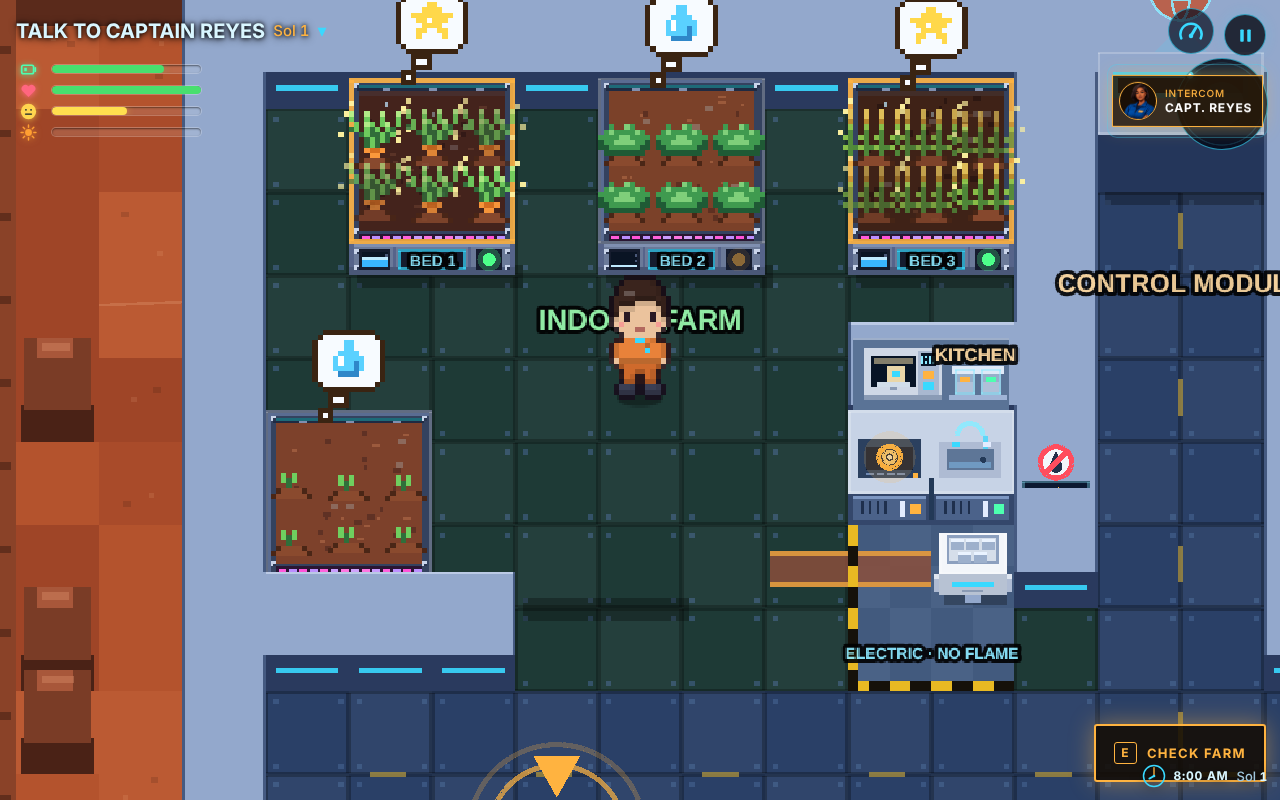 TALK TO CAPTAIN REYES Sol 1
INTERCOM
CAPT. REYES
BED 1
BED 2
BED 3
CONTROL MODUL
INDO FARM
KITCHEN
ELECTRIC · NO FLAME
E CHECK FARM
8:00 AM Sol 1